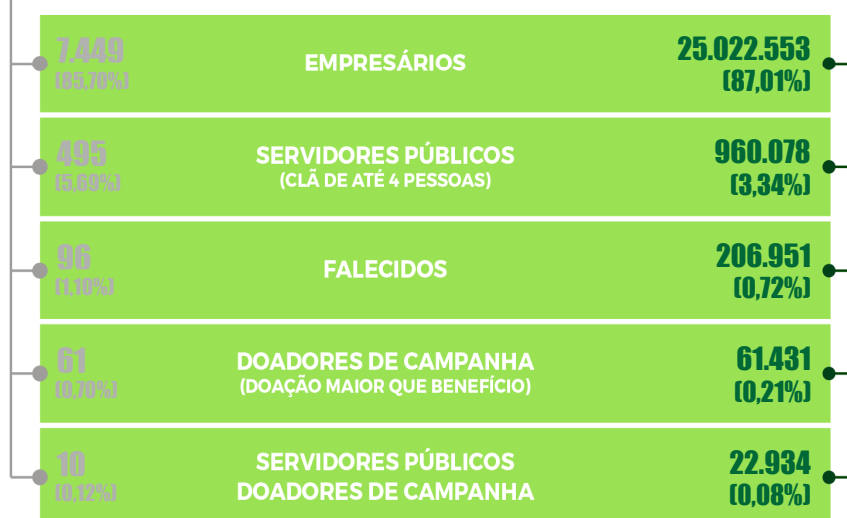 7.449
(85,70%)
EMPRESÁRIOS
25.022.553
(87,01%)
495
(5,69%)
SERVIDORES PÚBLICOS
(CLÃ DE ATÉ 4 PESSOAS)
960.078
(3,34%)
96
(1,10%)
FALECIDOS
206.951
(0,72%)
61
(0,70%)
DOADORES DE CAMPANHA
(DOAÇÃO MAIOR QUE BENEFÍCIO)
61.431
(0,21%)
10
(0,12%)
SERVIDORES PÚBLICOS
DOADORES DE CAMPANHA
22.934
(0,08%)